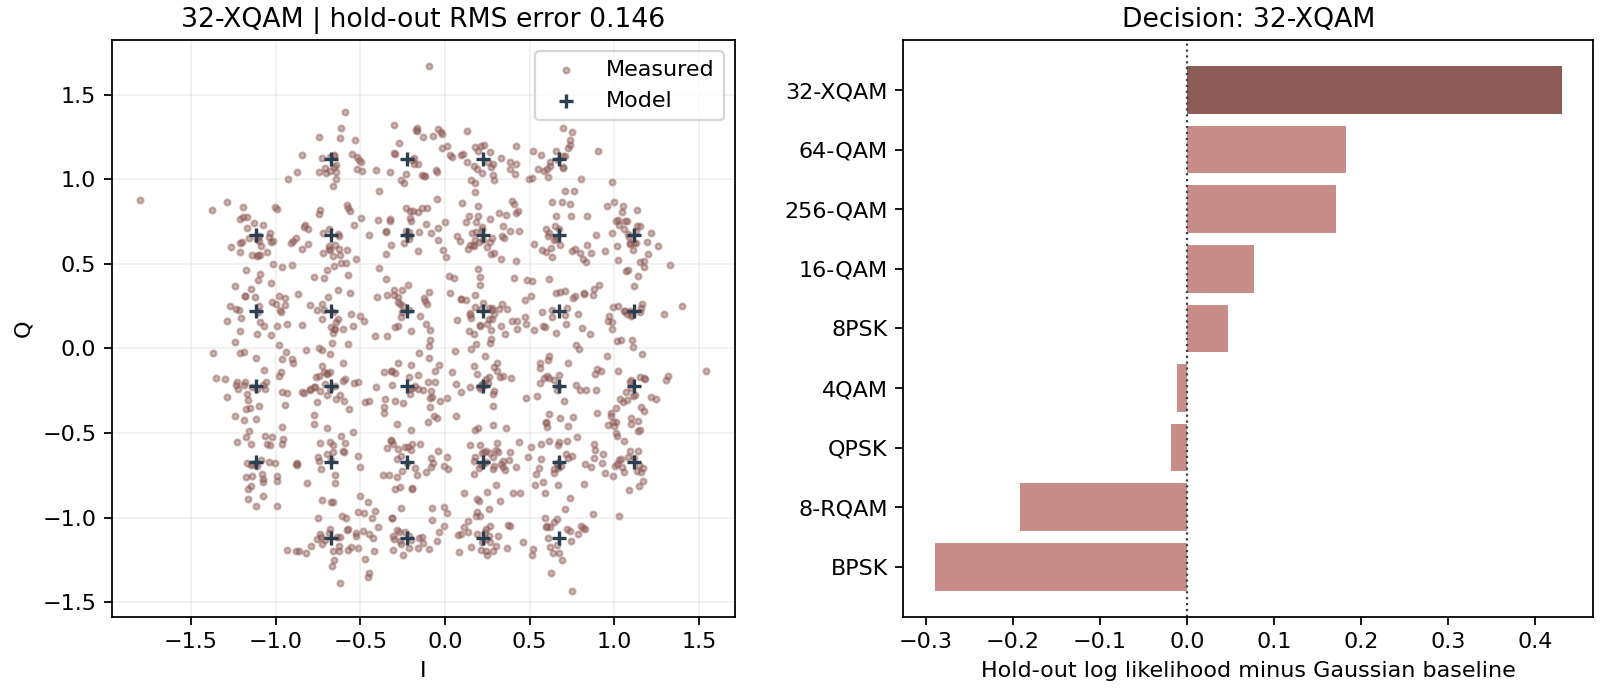 32-XQAM | hold-out RMS error 0.146
Measured
Model
1.5
1.0
0.5
0.0
−0.5
−1.0
−1.5
Q
−1.5
−1.0
−0.5
0.0
0.5
1.0
1.5
I
Decision: 32-XQAM
32-XQAM
64-QAM
256-QAM
16-QAM
8PSK
4QAM
QPSK
8-RQAM
BPSK
−0.3
−0.2
−0.1
0.0
0.1
0.2
0.3
0.4
Hold-out log likelihood minus Gaussian baseline